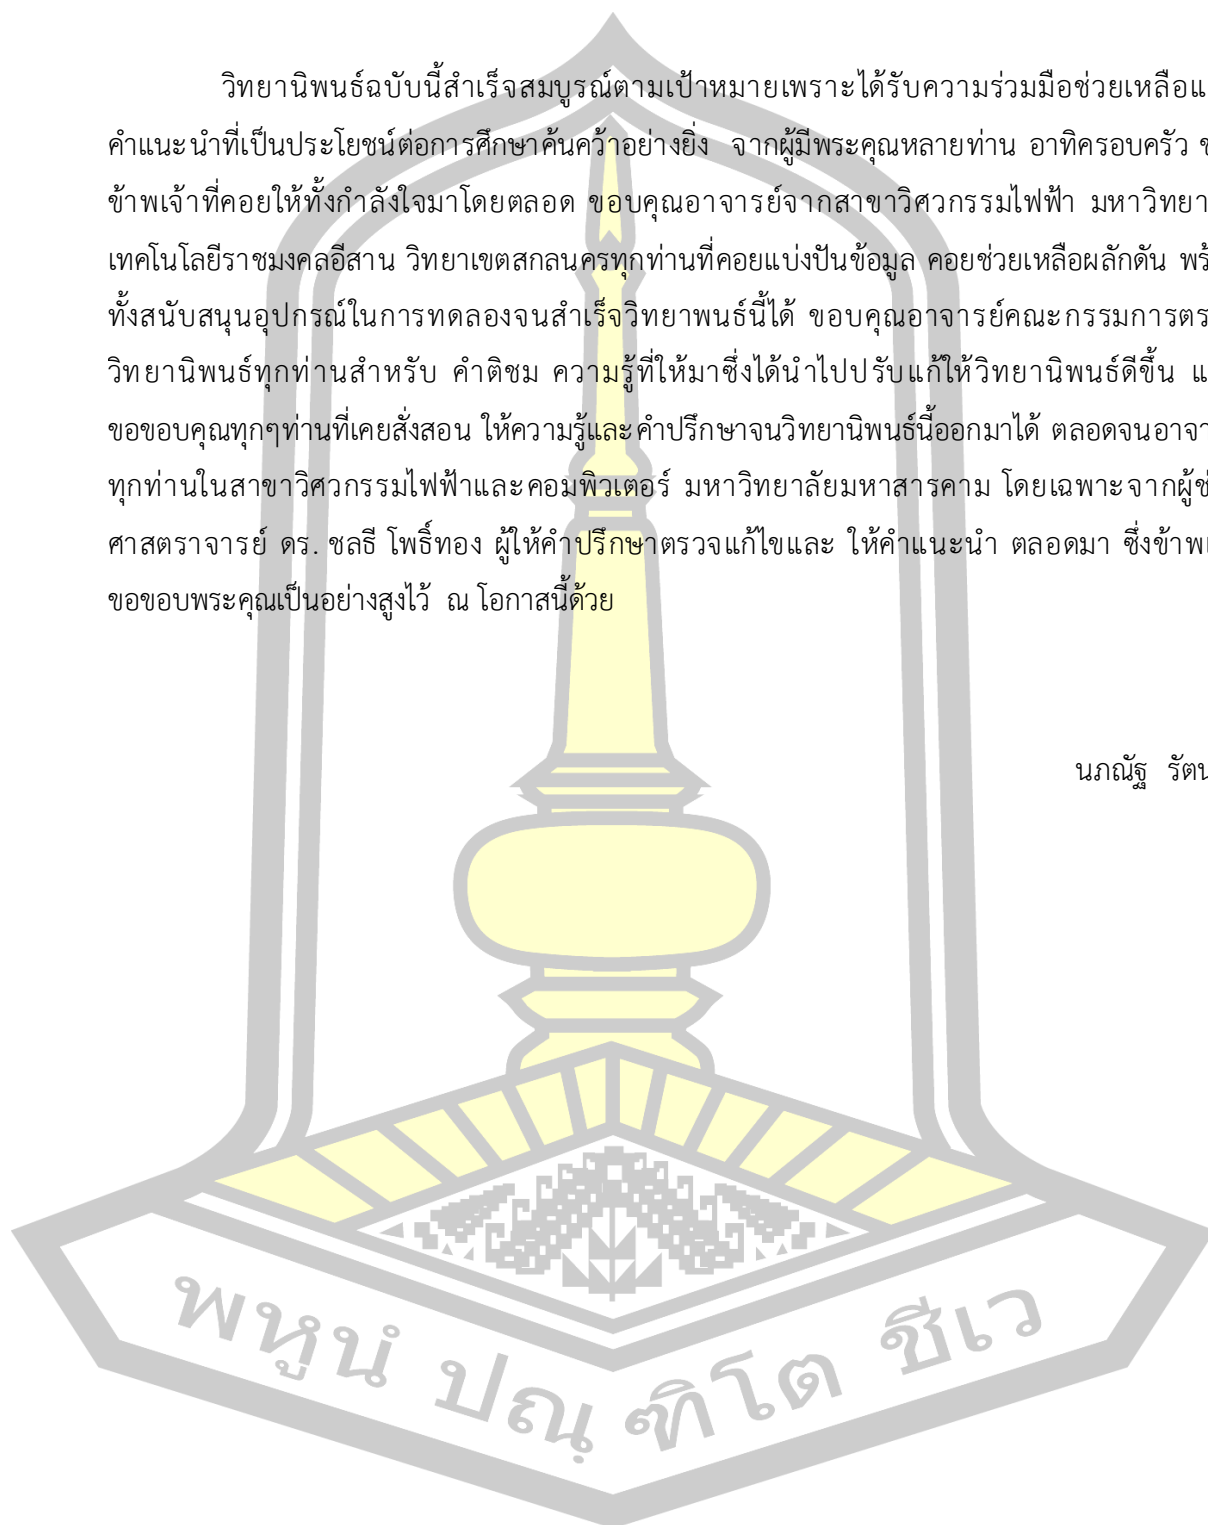 วิทยานิพนธ์ฉบับนี้สำเร็จสมบูรณ์ตามเป้าหมายเพราะได้รับความร่วมมือช่วยเหลือแ
คำแนะนำที่เป็นประโยชน์ต่อการศึกษาค้นคว้าอย่างยิ่ง จากผู้มีพระคุณหลายท่าน อาทิครอบครัว ข
ข้าพเจ้าที่คอยให้ทั้งกำลังใจมาโดยตลอด ขอบคุณอาจารย์จากสาขาวิศวกรรมไฟฟ้า มหาวิทยา
เทคโนโลยีราชมงคลอีสาน วิทยาเขตสกลนครทุกท่านที่คอยแบ่งปันข้อมูล คอยช่วยเหลือผลักดัน พร้
ทั้งสนับสนุนอุปกรณ์ในการทดลองจนสำเร็จวิทยาพนธ์นี้ได้ ขอบคุณอาจารย์คณะกรรมการตร
วิทยานิพนธ์ทุกท่านสำหรับ คำติชม ความรู้ที่ให้มาซึ่งได้นำไปปรับแก้ให้วิทยานิพนธ์ดีขึ้น แ
ขอขอบคุณทุกๆท่านที่เคยสั่งสอน ให้ความรู้และคำปรึกษาจนวิทยานิพนธ์นี้ออกมาได้ ตลอดจนอาจา
ทุกท่านในสาขาวิศวกรรมไฟฟ้าและคอมพิวเตอร์ มหาวิทยาลัยมหาสารคาม โดยเฉพาะจากผู้ช่
ศาสตราจารย์ ดร. ชลธี โพธิ์ทอง ผู้ให้คำปรึกษาตรวจแก้ไขและ ให้คำแนะนำ ตลอดมา ซึ่งข้าพเ
ขอขอบพระคุณเป็นอย่างสูงไว้ ณ โอกาสนี้ด้วย
นภณัฐ รัตน
พหูนํ ปณฺฑิโต ชีเว